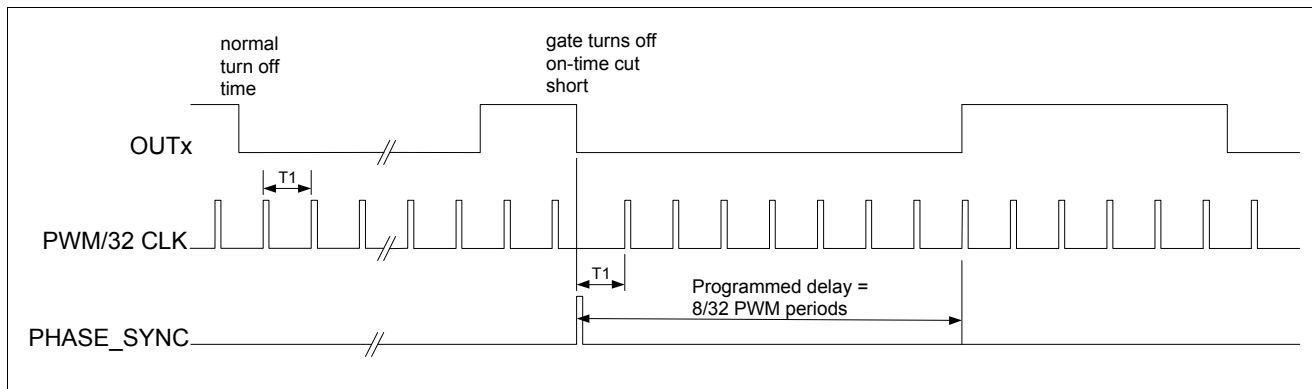 normal
turn off
time
gate turns off
on-time cut
short
OUTx
T1
PWM/32 CLK
T1
Programmed delay =
8/32 PWM periods
PHASE_SYNC